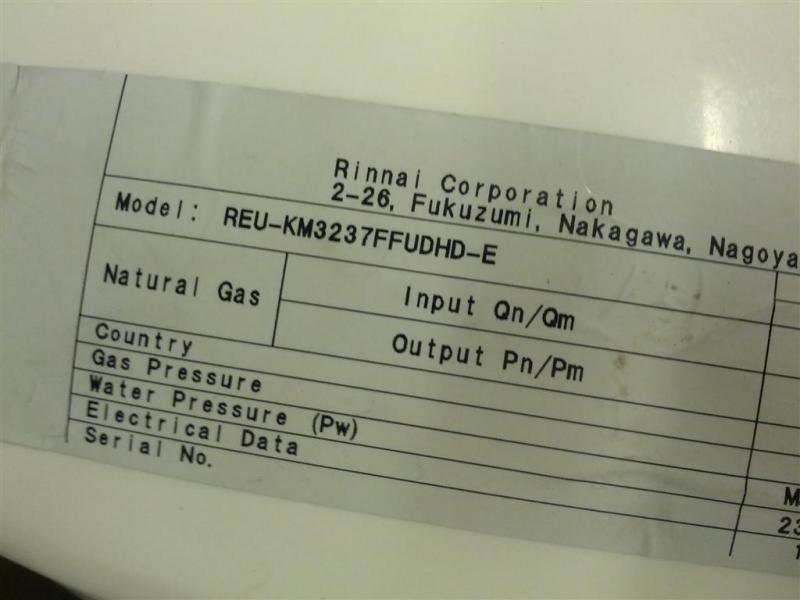 Rinnai Corporation
2-26, Fukuzumi, Nakagawa, Nagoya
Model: REU-KM3237FFUDHD-E
Natural Gas
Input Qn/Qm
Output Pn/Pm
Country
Gas Pressure
Water Pressure (Pw)
M
Electrical Data
23
Serial No.